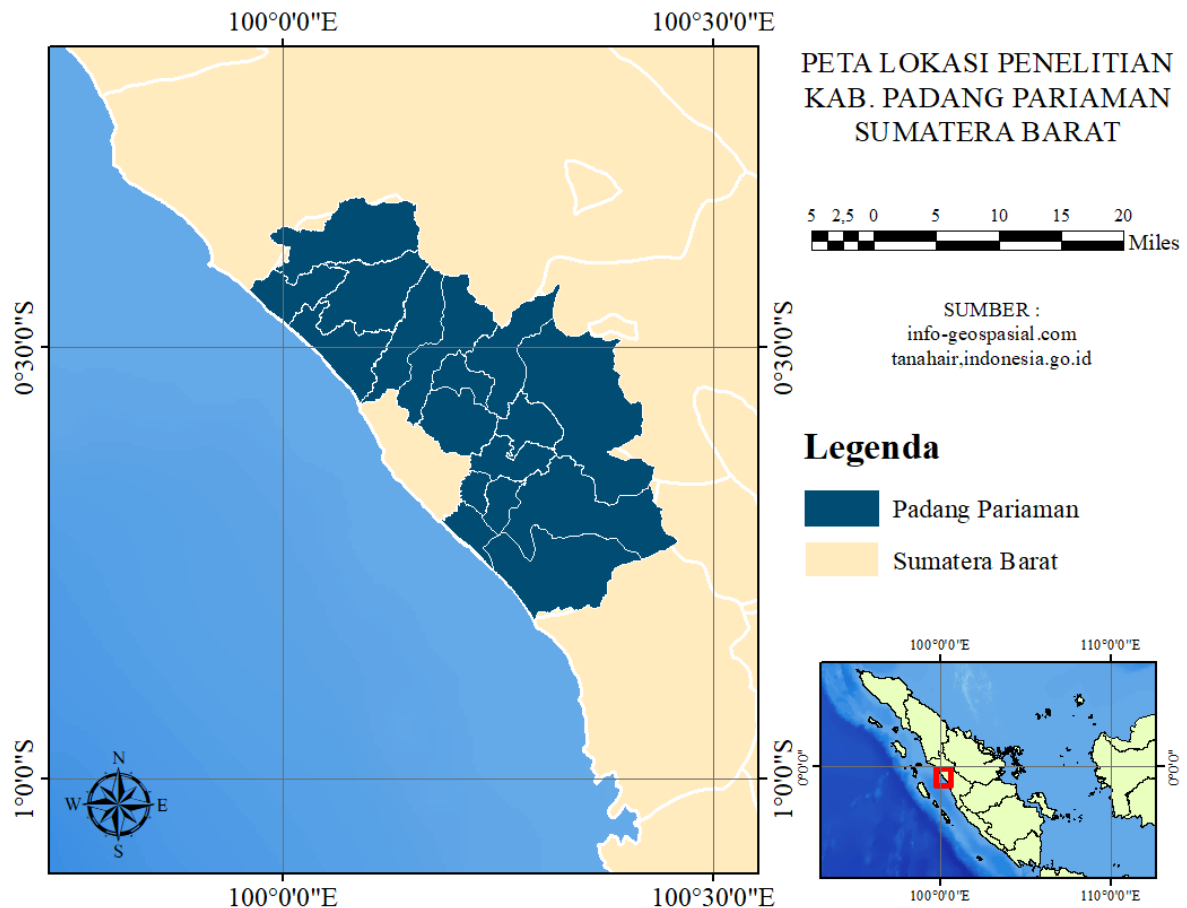 100°0'0"E 100°30'0"E
PETA LOKASI PENELITIAN
KAB. PADANG PARIAMAN
SUMATERA BARAT
5 2,5 0 5 10 15 20
Miles
SUMBER :
info-geospasial.com
tanahair,indonesia.go.id
0°30'0"S 0°30'0"S
Legenda
Padang Pariaman
Sumatera Barat
1°0'0"S 1°0'0"S
N
W E
S
100°0'0"E 100°30'0"E
100°0'0"E 110°0'0"E
0°0'0" 0°0'0"
100°0'0"E 110°0'0"E